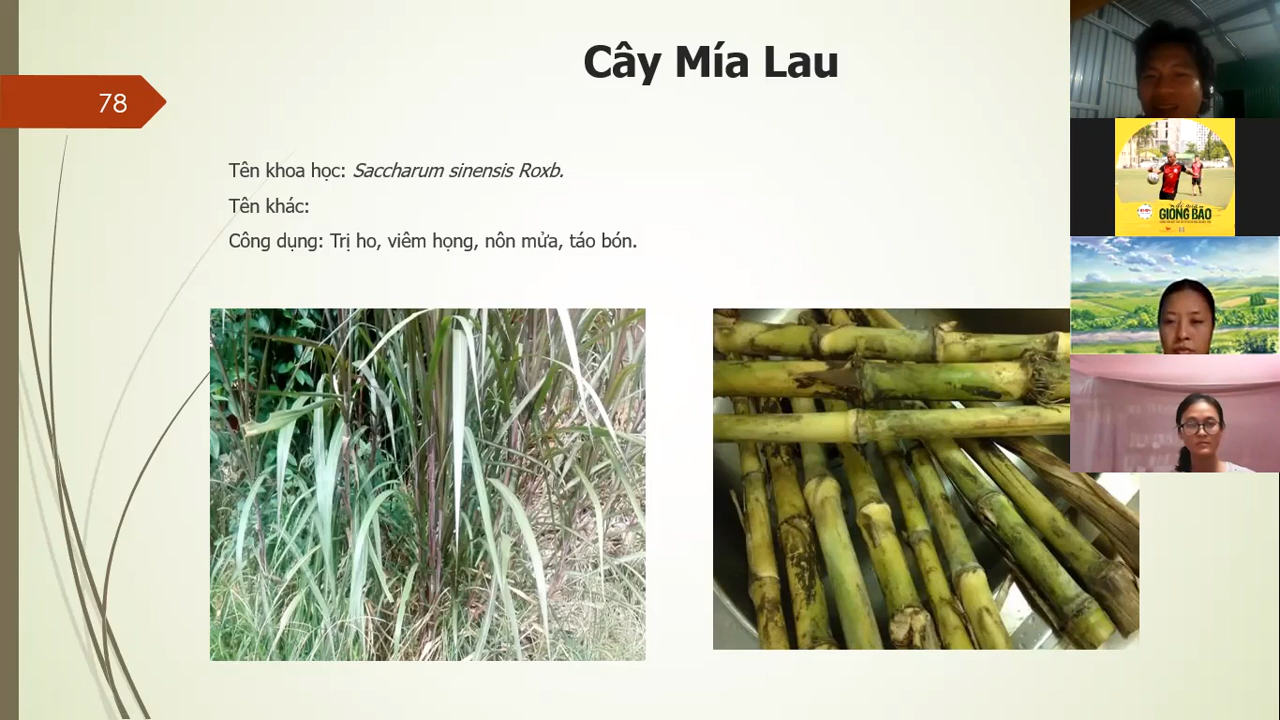 Cây Mía Lau
78
Tên khoa học: Saccharum sinensis Roxb.
Tên khác:
Công dụng: Trị ho, viêm họng, nôn mửa, táo bón.
GIÔNG BÃO